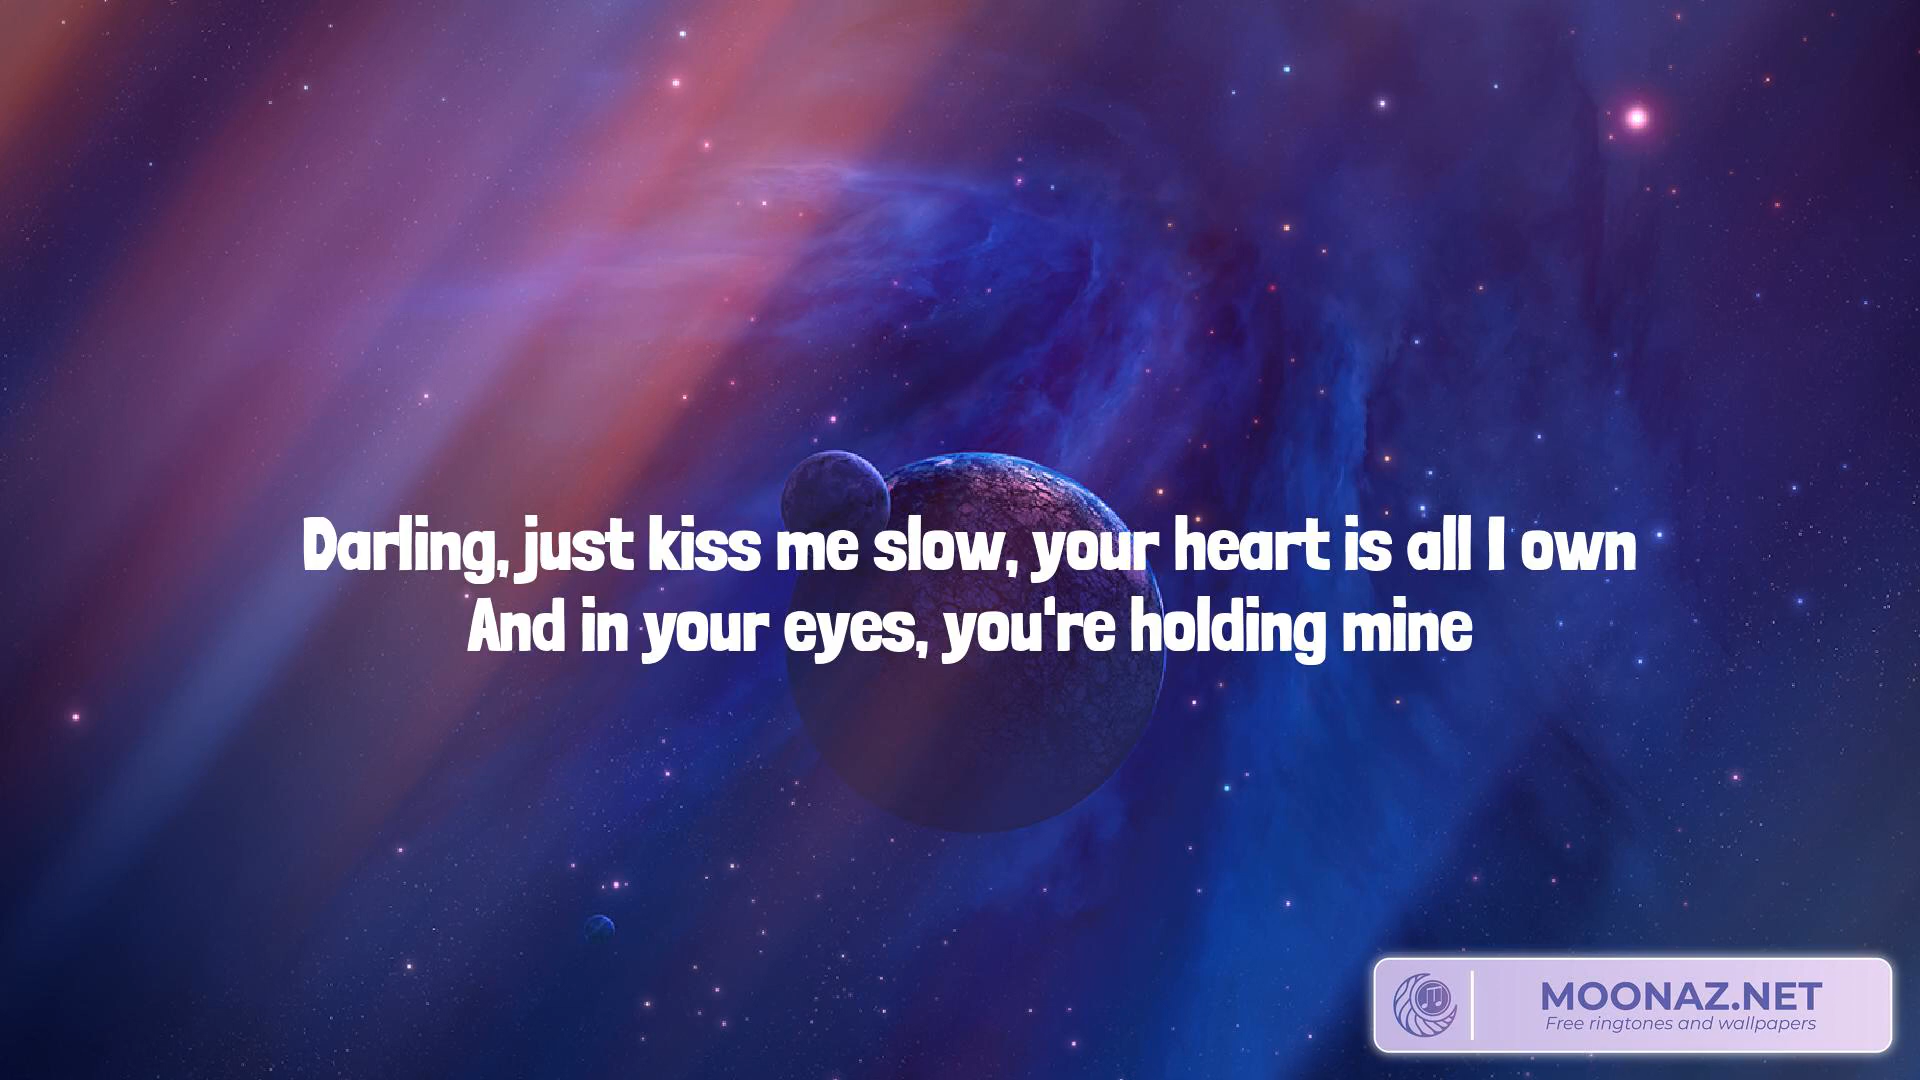 Darling, just kiss me slow, your heart is all I own
And in your eyes, you're holding mine
MOONAZ.NET
Free ringtones and wallpapers